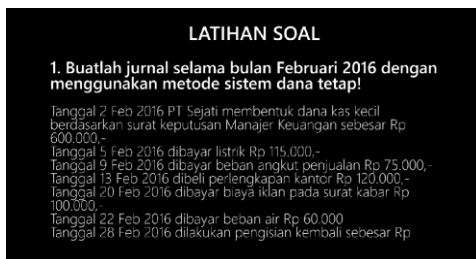 LATIHAN SOAL
1. Buatlah jurnal selama bulan Februari 2016 dengan
menggunakan metode sistem dana tetap!
Tanggal 2 Feb 2016 PT Sejati membentuk dana kas kecil
berdasarkan surat keputusan Manajer Keuangan sebesar Rp
600.000,-
Tanggal 5 Feb 2016 dibayar listrik Rp 115.000,-
Tanggal 9 Feb 2016 dibayar beban angkut penjualan Rp 75.000,-
Tanggal 13 Feb 2016 dibeli perlengkapan kantor Rp 120.000,-
Tanggal 20 Feb 2016 dibayar biaya iklan pada surat kabar Rp
100.000,-
Tanggal 22 Feb 2016 dibayar beban air Rp 60.000
Tanggal 28 Feb 2016 dilakukan pengisian kembali sebesar Rp